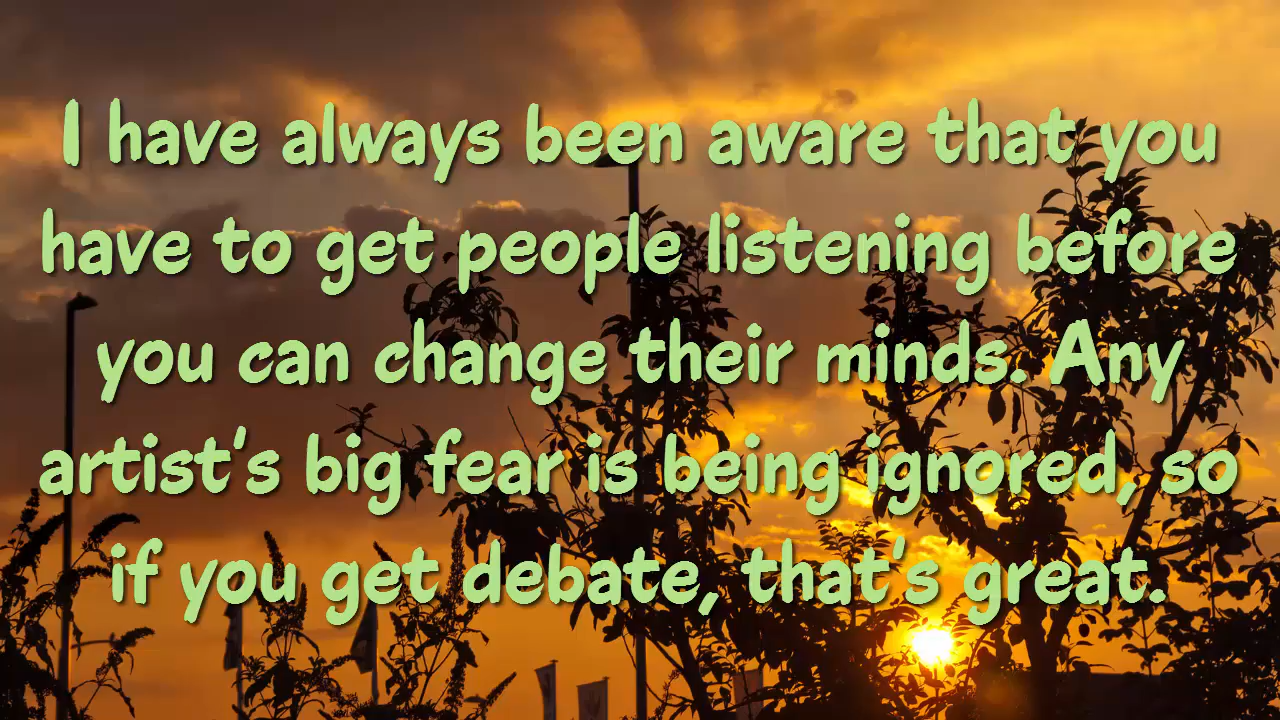 I have always been aware that you
have to get people listening before
you can change their minds. Any
artist's big fear is being ignored, so
if you get debate, that's great.